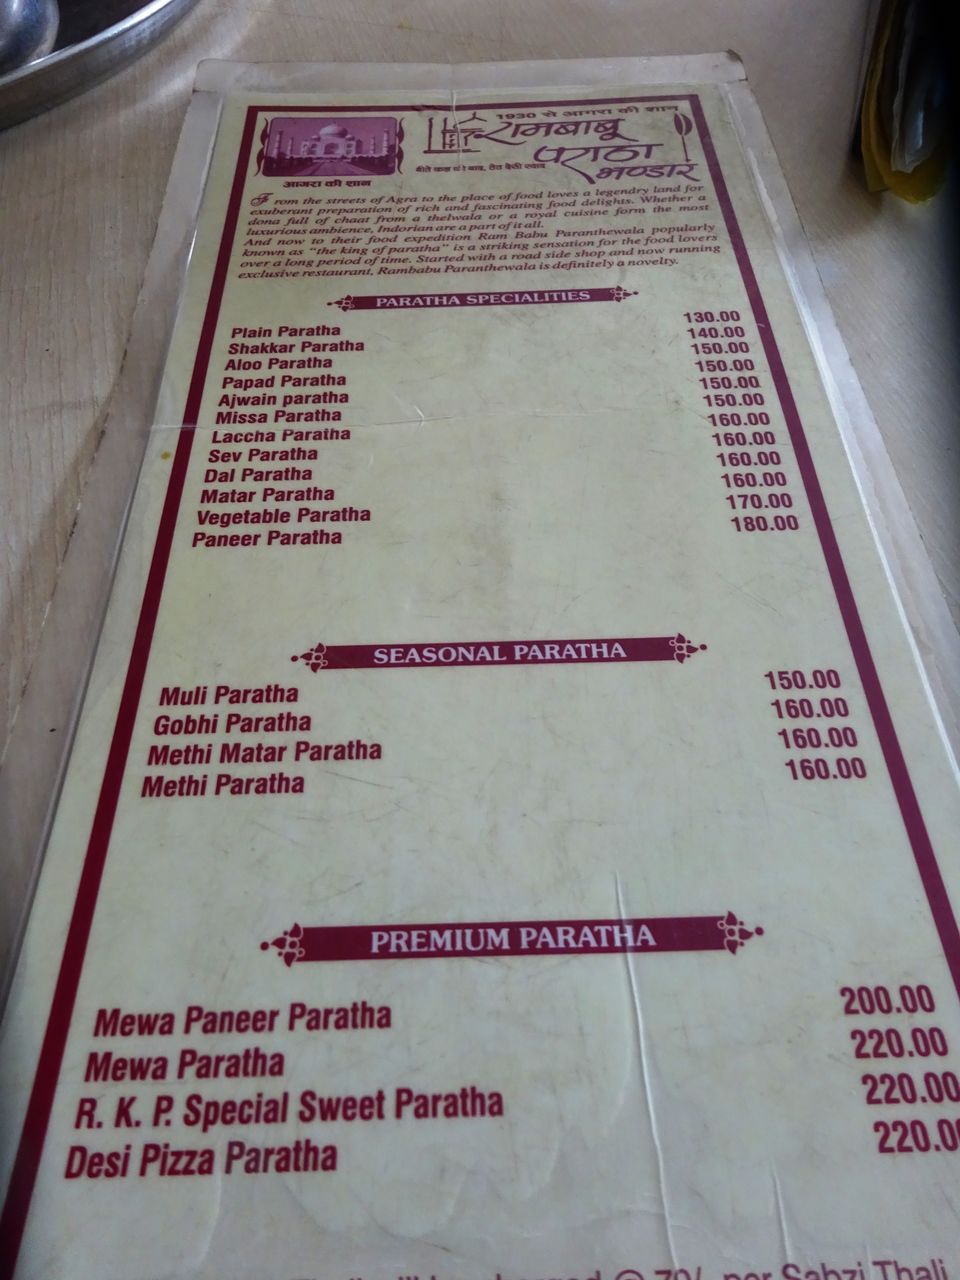 1930 से आगरा की शान
रामबाबू
पराठा
भण्डार
आगरा की शान
From the streets of Agra to the place of food loves a legendry land for
exuberant preparation of rich and fascinating food delights. Whether a
dona full of chaat from a thelwala or a royal cuisine form the most
luxurious ambience, Indorian are a part of it all.
And now to their food expedition Ram Babu Paranthewala popularly
known as "the king of paratha" is a striking sensation for the food lovers
over a long period of time. Started with a road side shop and now running
exclusive restaurant, Rambabu Paranthewala is definitely a novelty.
PARATHA SPECIALITIES
Plain Paratha 130.00
Shakkar Paratha 140.00
Aloo Paratha 150.00
Papad Paratha 150.00
Ajwain paratha 150.00
Missa Paratha 150.00
Laccha Paratha 160.00
Sev Paratha 160.00
Dal Paratha 160.00
Matar Paratha 160.00
Vegetable Paratha 170.00
Paneer Paratha 180.00
SEASONAL PARATHA
Muli Paratha 150.00
Gobhi Paratha 160.00
Methi Matar Paratha 160.00
Methi Paratha 160.00
PREMIUM PARATHA
Mewa Paneer Paratha 200.00
Mewa Paratha 220.00
R. K. P. Special Sweet Paratha 220.00
Desi Pizza Paratha 220.00
@ 70/- per Sabzi Thali